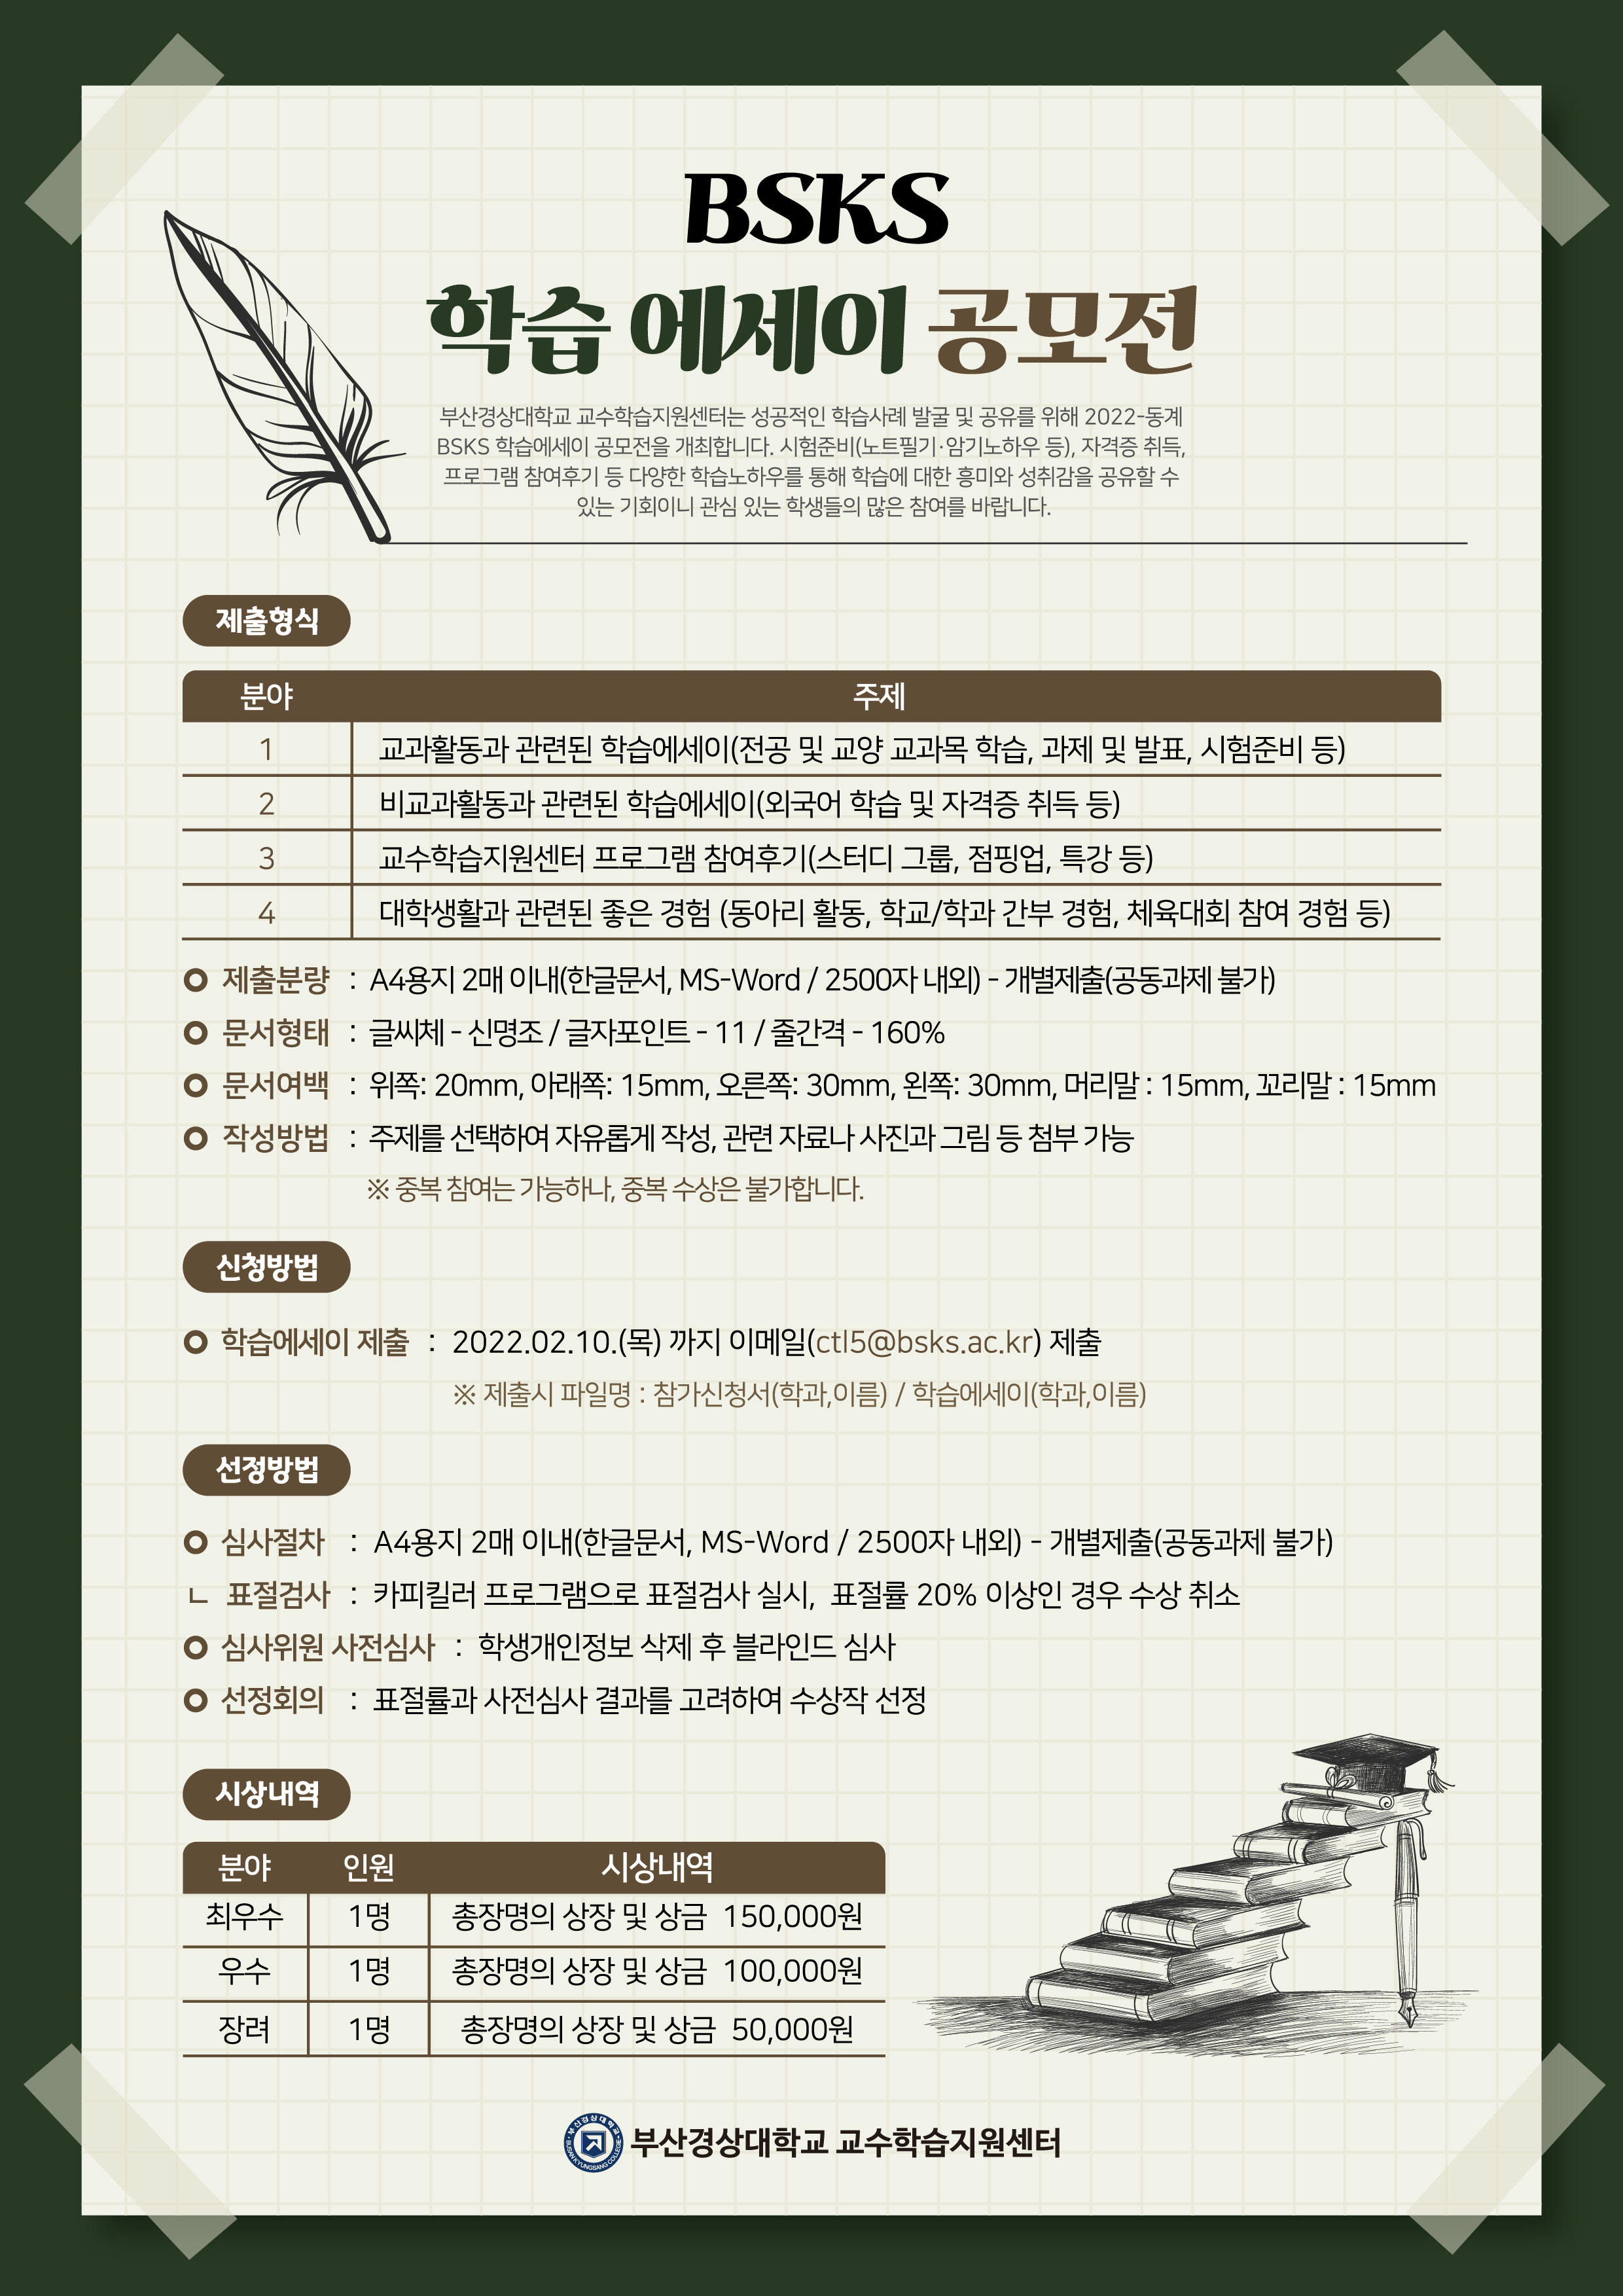 BSKS
학습 에세이 공모전
부산경상대학교 교수학습지원센터는 성공적인 학습사례 발굴 및 공유를 위해 2022-동계
BSKS 학습에세이 공모전을 개최합니다. 시험준비(노트필기·암기노하우 등), 자격증 취득,
프로그램 참여후기 등 다양한 학습노하우를 통해 학습에 대한 흥미와 성취감을 공유할 수
있는 기회이니 관심 있는 학생들의 많은 참여를 바랍니다.
제출형식
분야 주제
1 교과활동과 관련된 학습에세이(전공 및 교양 교과목 학습, 과제 및 발표, 시험준비 등)
2 비교과활동과 관련된 학습에세이(외국어 학습 및 자격증 취득 등)
3 교수학습지원센터 프로그램 참여후기(스터디 그룹, 점핑업, 특강 등)
4 대학생활과 관련된 좋은 경험 (동아리 활동, 학교/학과 간부 경험, 체육대회 참여 경험 등)
제출분량 : A4용지 2매 이내(한글문서, MS-Word / 2500자 내외) - 개별제출(공동과제 불가)
문서형태 : 글씨체 - 신명조 / 글자포인트 - 11 / 줄간격 - 160%
문서여백 : 위쪽: 20mm, 아래쪽: 15mm, 오른쪽: 30mm, 왼쪽: 30mm, 머리말 : 15mm, 꼬리말 : 15mm
작성방법 : 주제를 선택하여 자유롭게 작성, 관련 자료나 사진과 그림 등 첨부 가능
※ 중복 참여는 가능하나, 중복 수상은 불가합니다.
신청방법
학습에세이 제출 : 2022.02.10.(목) 까지 이메일(ctl5@bsks.ac.kr) 제출
※ 제출시 파일명 : 참가신청서(학과,이름) / 학습에세이(학과,이름)
선정방법
심사절차 : A4용지 2매 이내(한글문서, MS-Word / 2500자 내외) - 개별제출(공동과제 불가)
ㄴ 표절검사 : 카피킬러 프로그램으로 표절검사 실시, 표절률 20% 이상인 경우 수상 취소
심사위원 사전심사 : 학생개인정보 삭제 후 블라인드 심사
선정회의 : 표절률과 사전심사 결과를 고려하여 수상작 선정
시상내역
분야 인원 시상내역
최우수 1명 총장명의 상장 및 상금 150,000원
우수 1명 총장명의 상장 및 상금 100,000원
장려 1명 총장명의 상장 및 상금 50,000원
부산경상대학교
BUSAN KYUNGSANG COLLEGE
부산경상대학교 교수학습지원센터